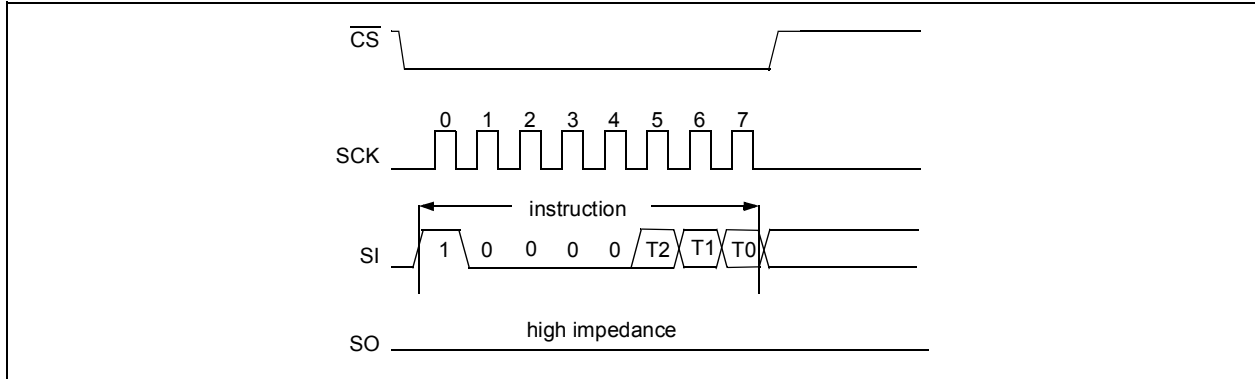 CS
0 1 2 3 4 5 6 7
SCK
instruction
SI 1 0 0 0 0 T2 T1 T0
high impedance
SO